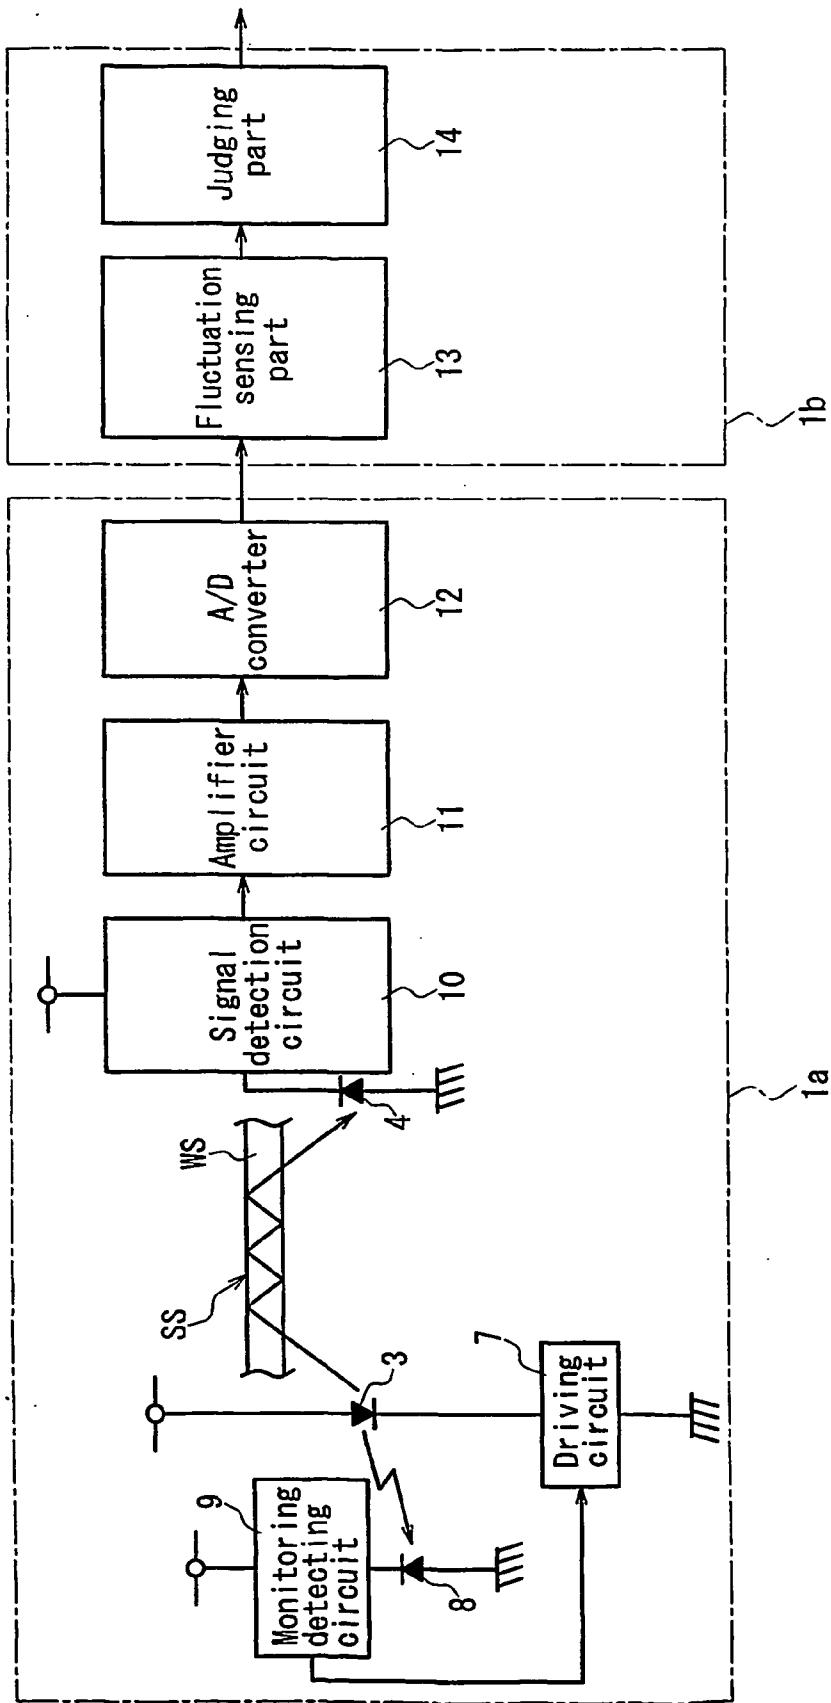 Monitoring
detecting
circuit
9
8
3
Driving
circuit
7
SS
WS
4
Signal
detection
circuit
10
Amplifier
circuit
11
A/D
converter
12
1a
Fluctuation
sensing
part
13
Judging
part
14
1b